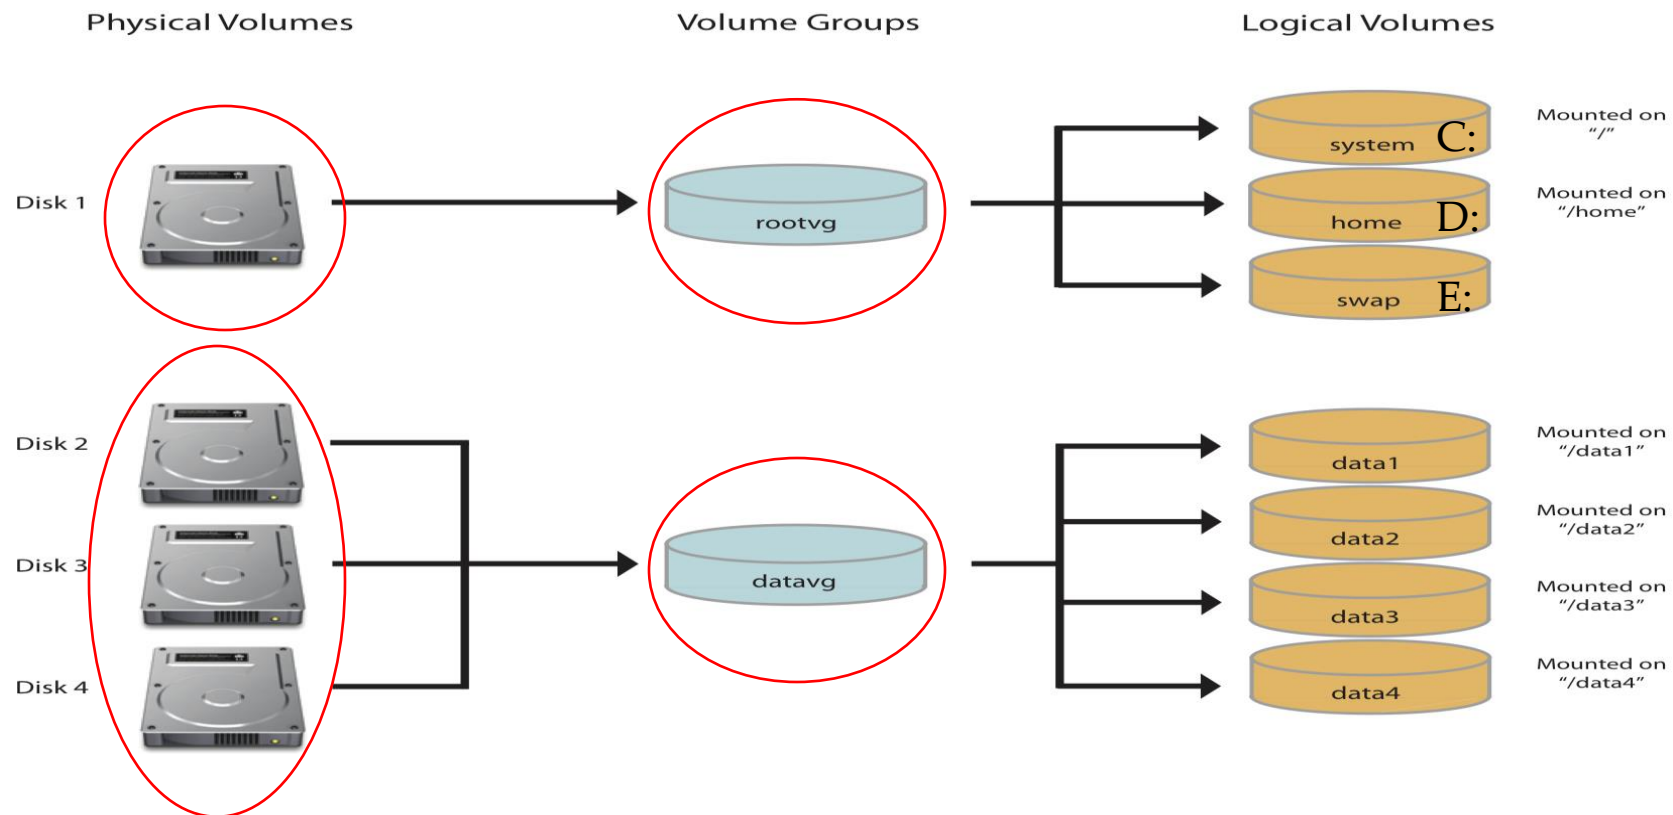 Physical Volumes
Volume Groups
Logical Volumes
Disk 1
rootvg
system C:
Mounted on
“/”
home D:
Mounted on
“/home”
swap E:
Disk 2
Disk 3
Disk 4
datavg
data1
Mounted on
“/data1”
data2
Mounted on
“/data2”
data3
Mounted on
“/data3”
data4
Mounted on
“/data4”